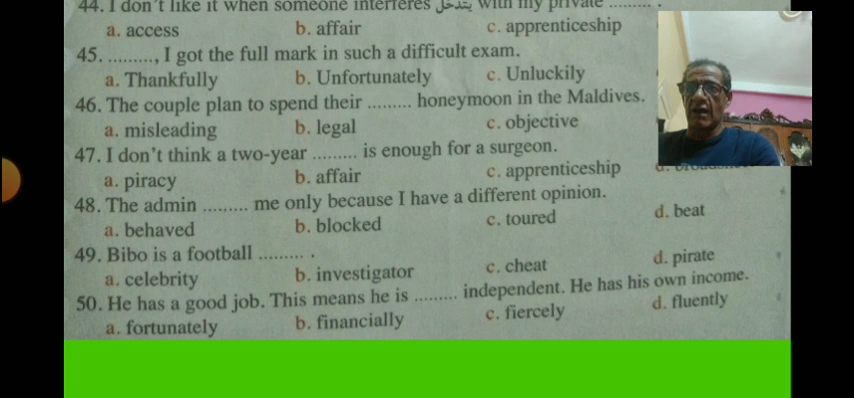 44. I don't like it when someone interferes يتدخل with my private ......... .
a. access b. affair c. apprenticeship
45. ........., I got the full mark in such a difficult exam.
a. Thankfully b. Unfortunately c. Unluckily
46. The couple plan to spend their ......... honeymoon in the Maldives.
a. misleading b. legal c. objective
47. I don't think a two-year ......... is enough for a surgeon.
a. piracy b. affair c. apprenticeship d.
48. The admin ......... me only because I have a different opinion.
a. behaved b. blocked c. toured d. beat
49. Bibo is a football ......... .
a. celebrity b. investigator c. cheat d. pirate
50. He has a good job. This means he is ......... independent. He has his own income.
a. fortunately b. financially c. fiercely d. fluently